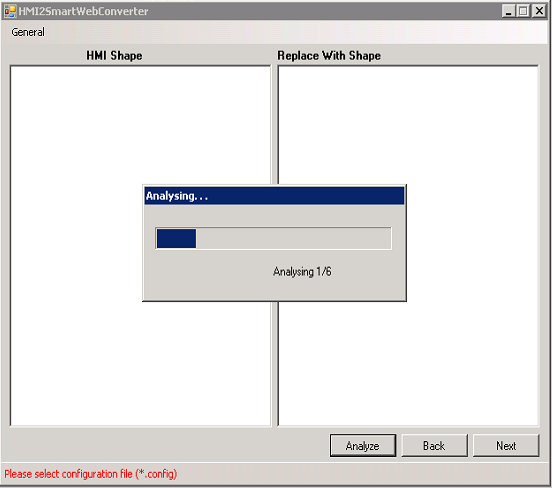 HMI2SmartWebConverter
General
HMI Shape
Replace With Shape
Analysing...
Analysing 1/6
Analyze
Back
Next
Please select configuration file (*.config)